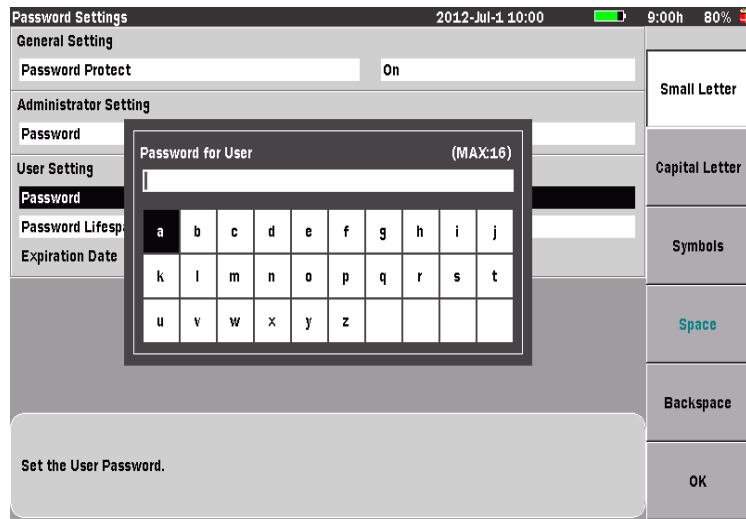 Password Settings 2012-Jul-1 10:00 9:00h 80%
General Setting
Password Protect On
Administrator Setting
Password
User Setting
Password
Password Lifesp
Expiration Date
Password for User (MAX:16)
a b c d e f g h i j
k l m n o p q r s t
u v w x y z
Set the User Password.
Small Letter
Capital Letter
Symbols
Space
Backspace
OK